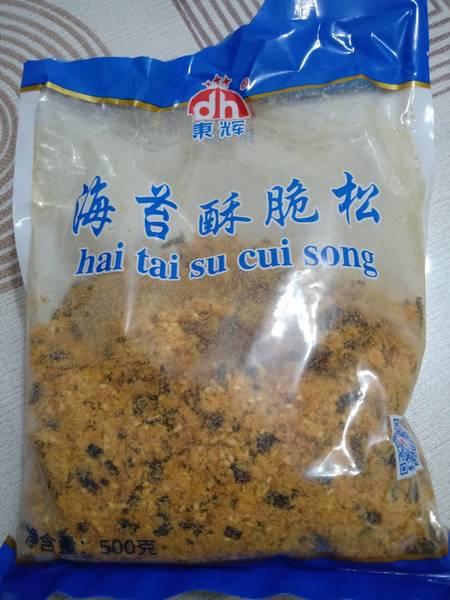 dh®
東辉
海苔酥脆松
hai tai su cui song
净含量：500克